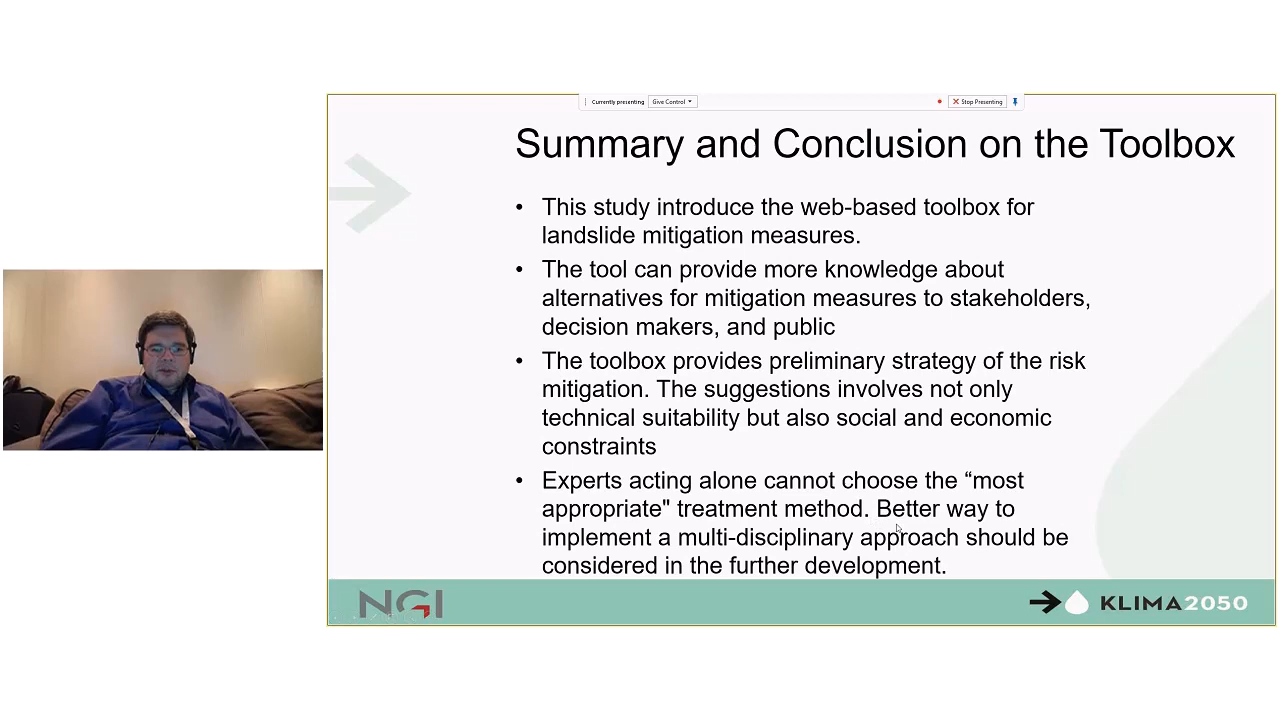 Currently presenting Give Control Stop Presenting
Summary and Conclusion on the Toolbox
• This study introduce the web-based toolbox for
landslide mitigation measures.
• The tool can provide more knowledge about
alternatives for mitigation measures to stakeholders,
decision makers, and public
• The toolbox provides preliminary strategy of the risk
mitigation. The suggestions involves not only
technical suitability but also social and economic
constraints
• Experts acting alone cannot choose the “most
appropriate" treatment method. Better way to
implement a multi-disciplinary approach should be
considered in the further development.
NGI KLIMA2050